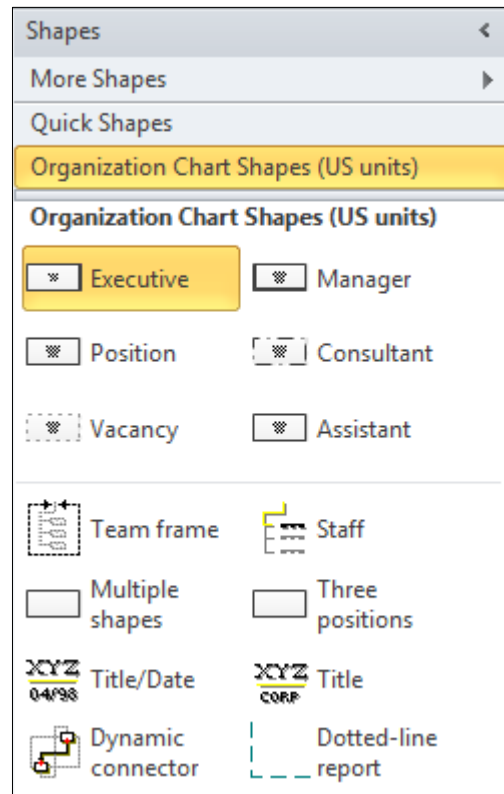 Shapes
More Shapes
Quick Shapes
Organization Chart Shapes (US units)
Organization Chart Shapes (US units)
Executive
Manager
Position
Consultant
Vacancy
Assistant
Team frame
Staff
Multiple
shapes
Three
positions
XYZ
04/98
Title/Date
XYZ
CORP
Title
Dynamic
connector
Dotted-line
report